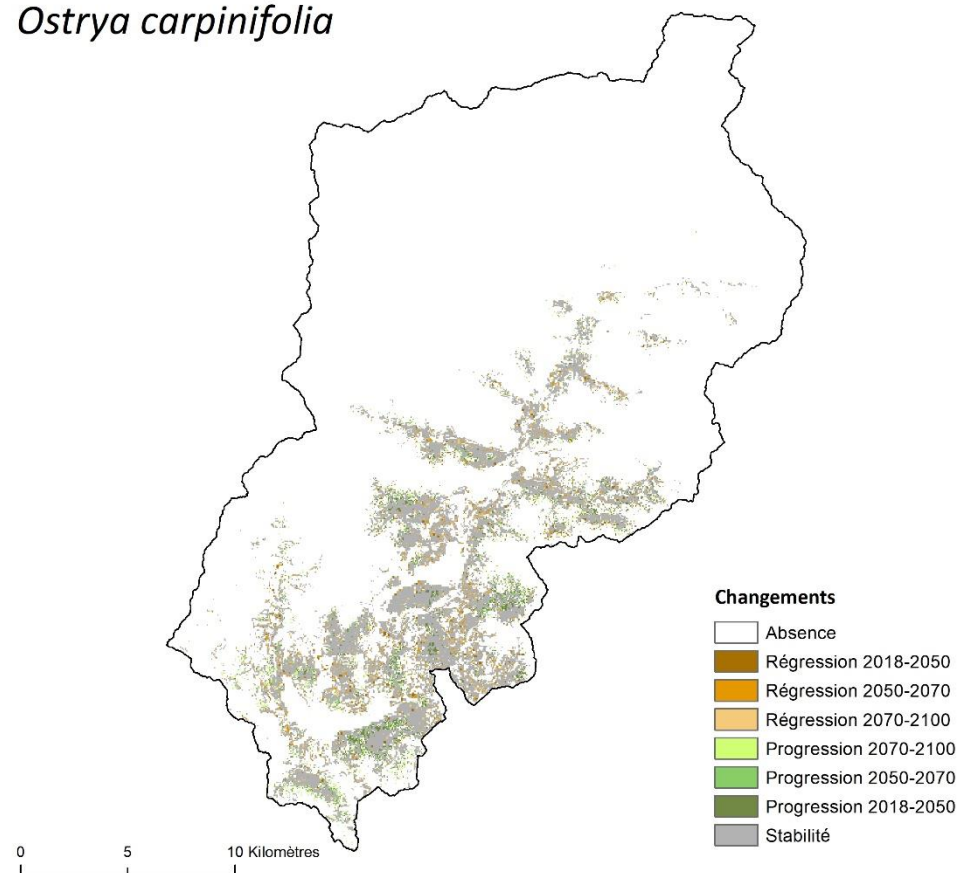 Ostrya carpinifolia
Changements
Absence
Régression 2018-2050
Régression 2050-2070
Régression 2070-2100
Progression 2070-2100
Progression 2050-2070
Progression 2018-2050
Stabilité
0 5 10 Kilomètres